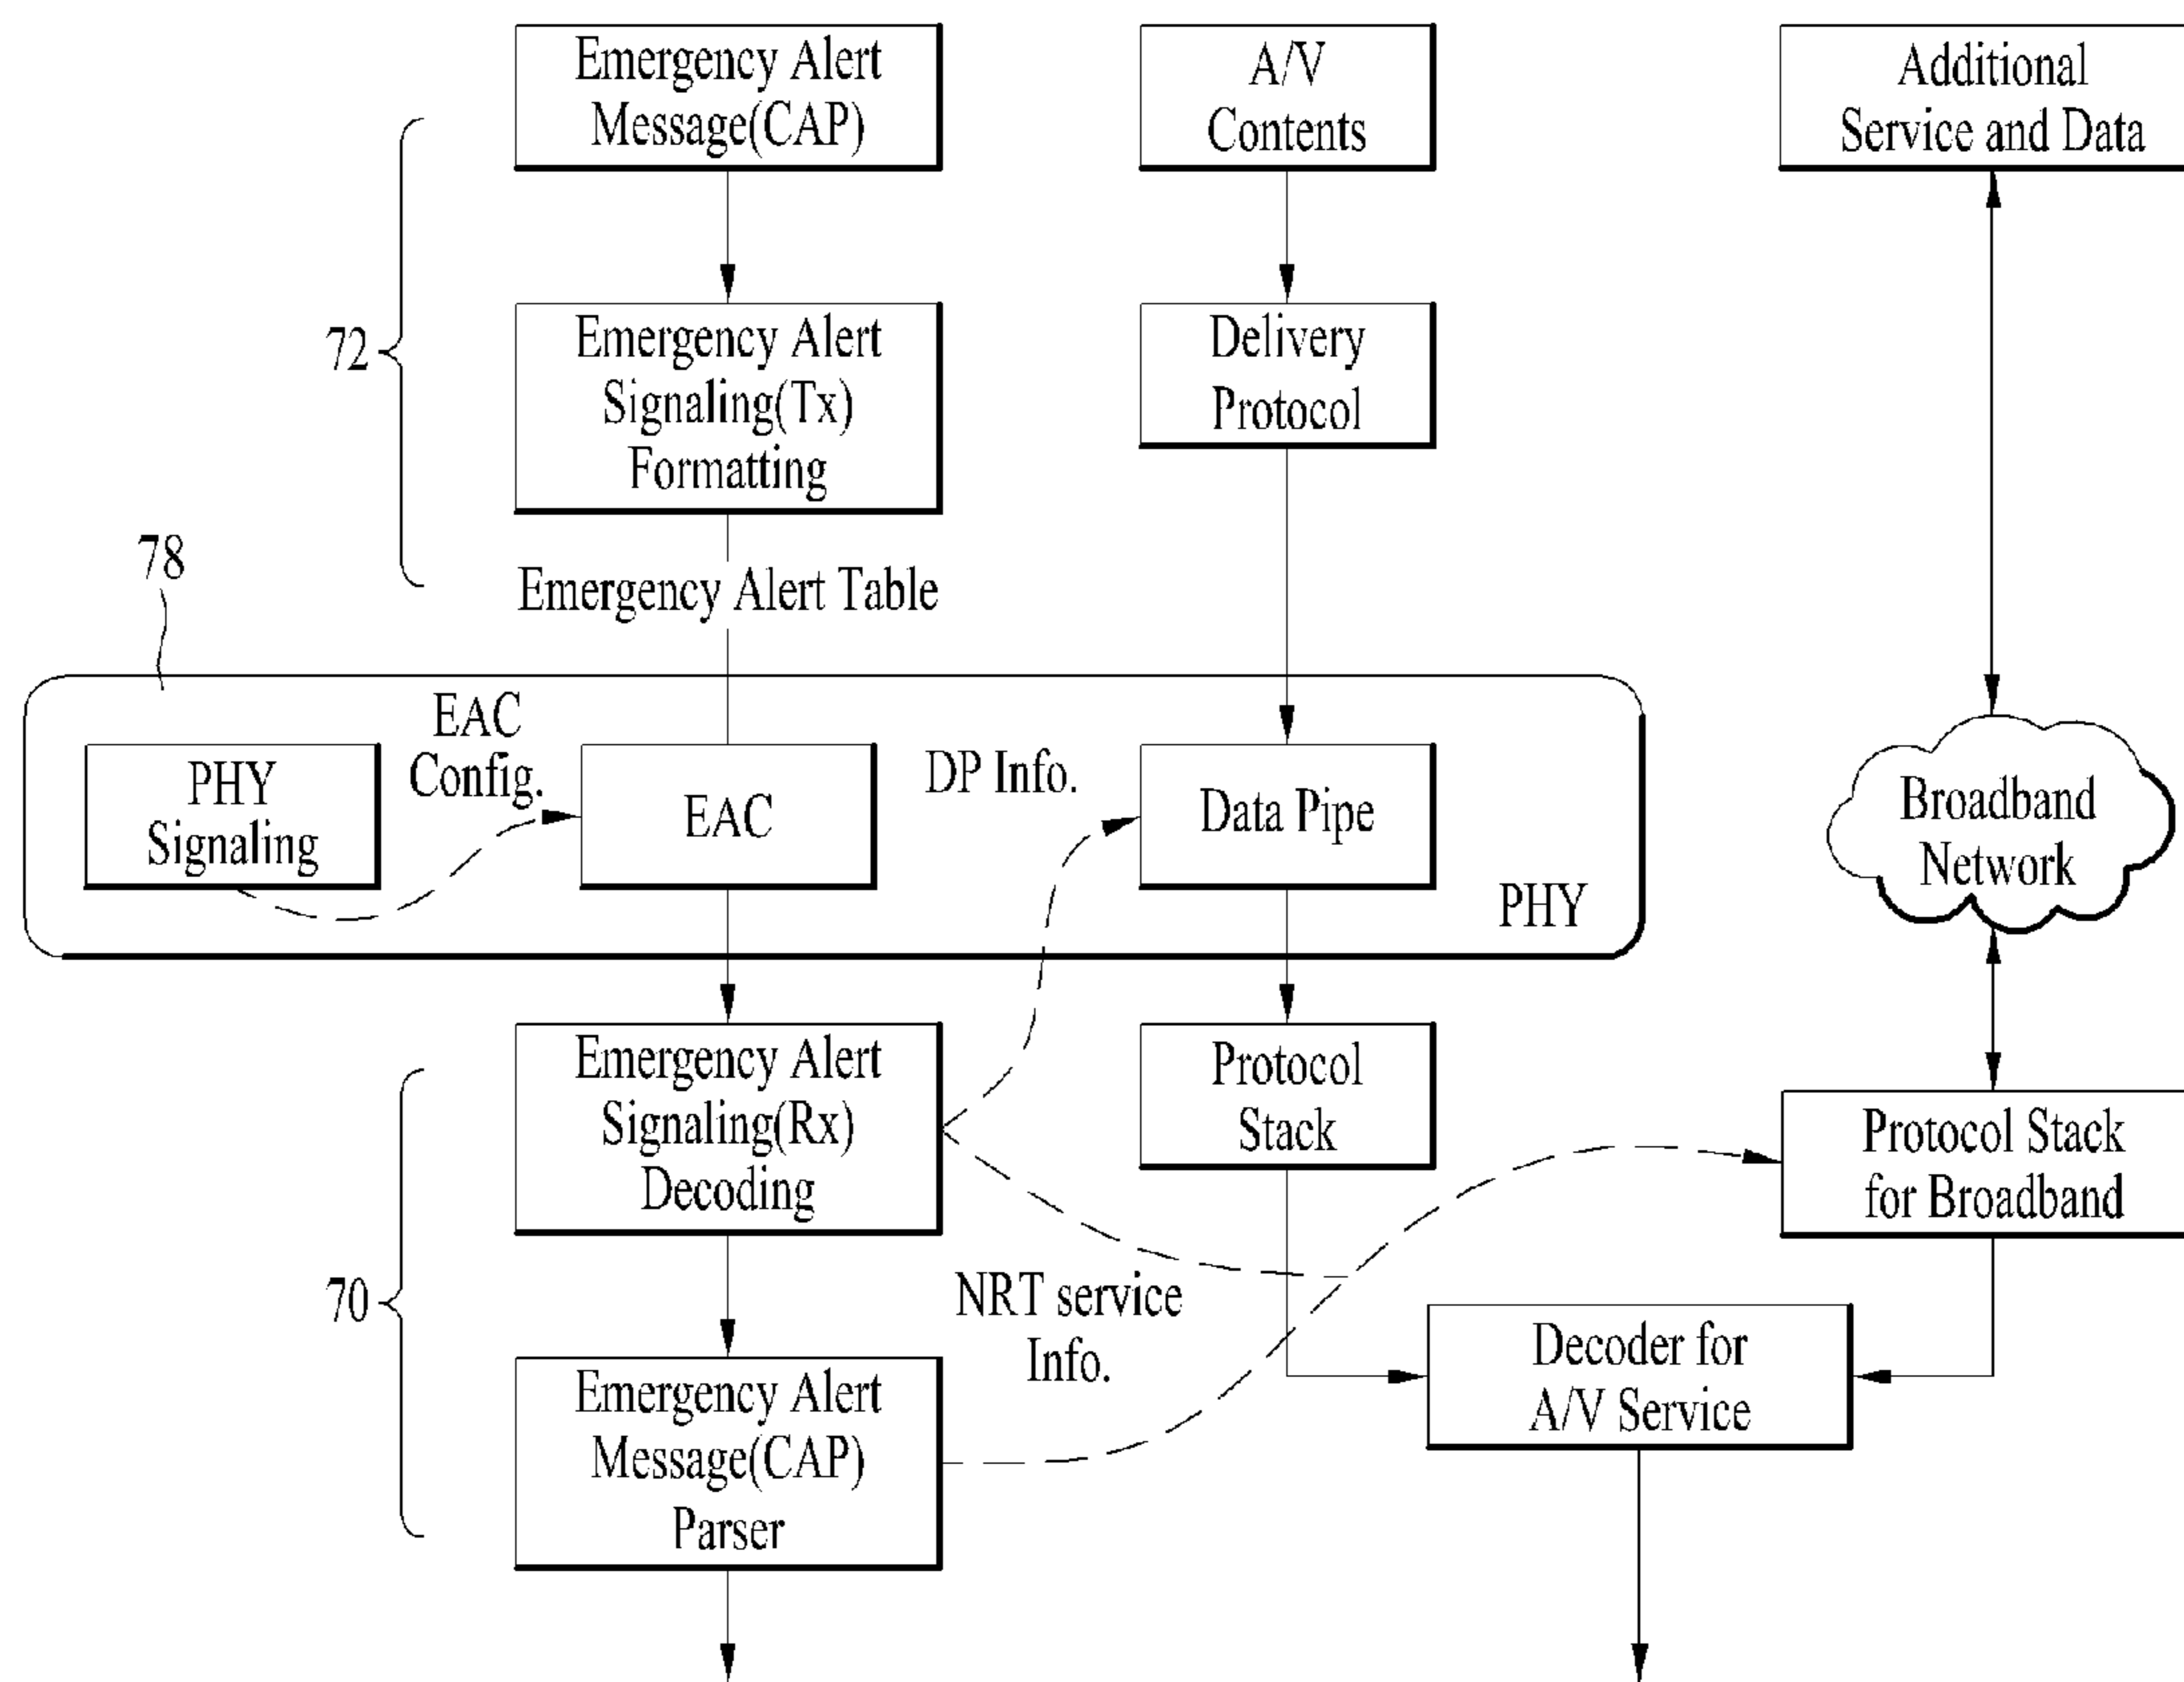 Emergency Alert
Message(CAP)
A/V
Contents
Additional
Service and Data
72
Emergency Alert
Signaling(Tx)
Formatting
Delivery
Protocol
78
Emergency Alert Table
PHY
Signaling
EAC
Config.
EAC
DP Info.
Data Pipe
PHY
Broadband
Network
70
Emergency Alert
Signaling(Rx)
Decoding
Protocol
Stack
Protocol Stack
for Broadband
NRT service
Info.
Emergency Alert
Message(CAP)
Parser
Decoder for
A/V Service